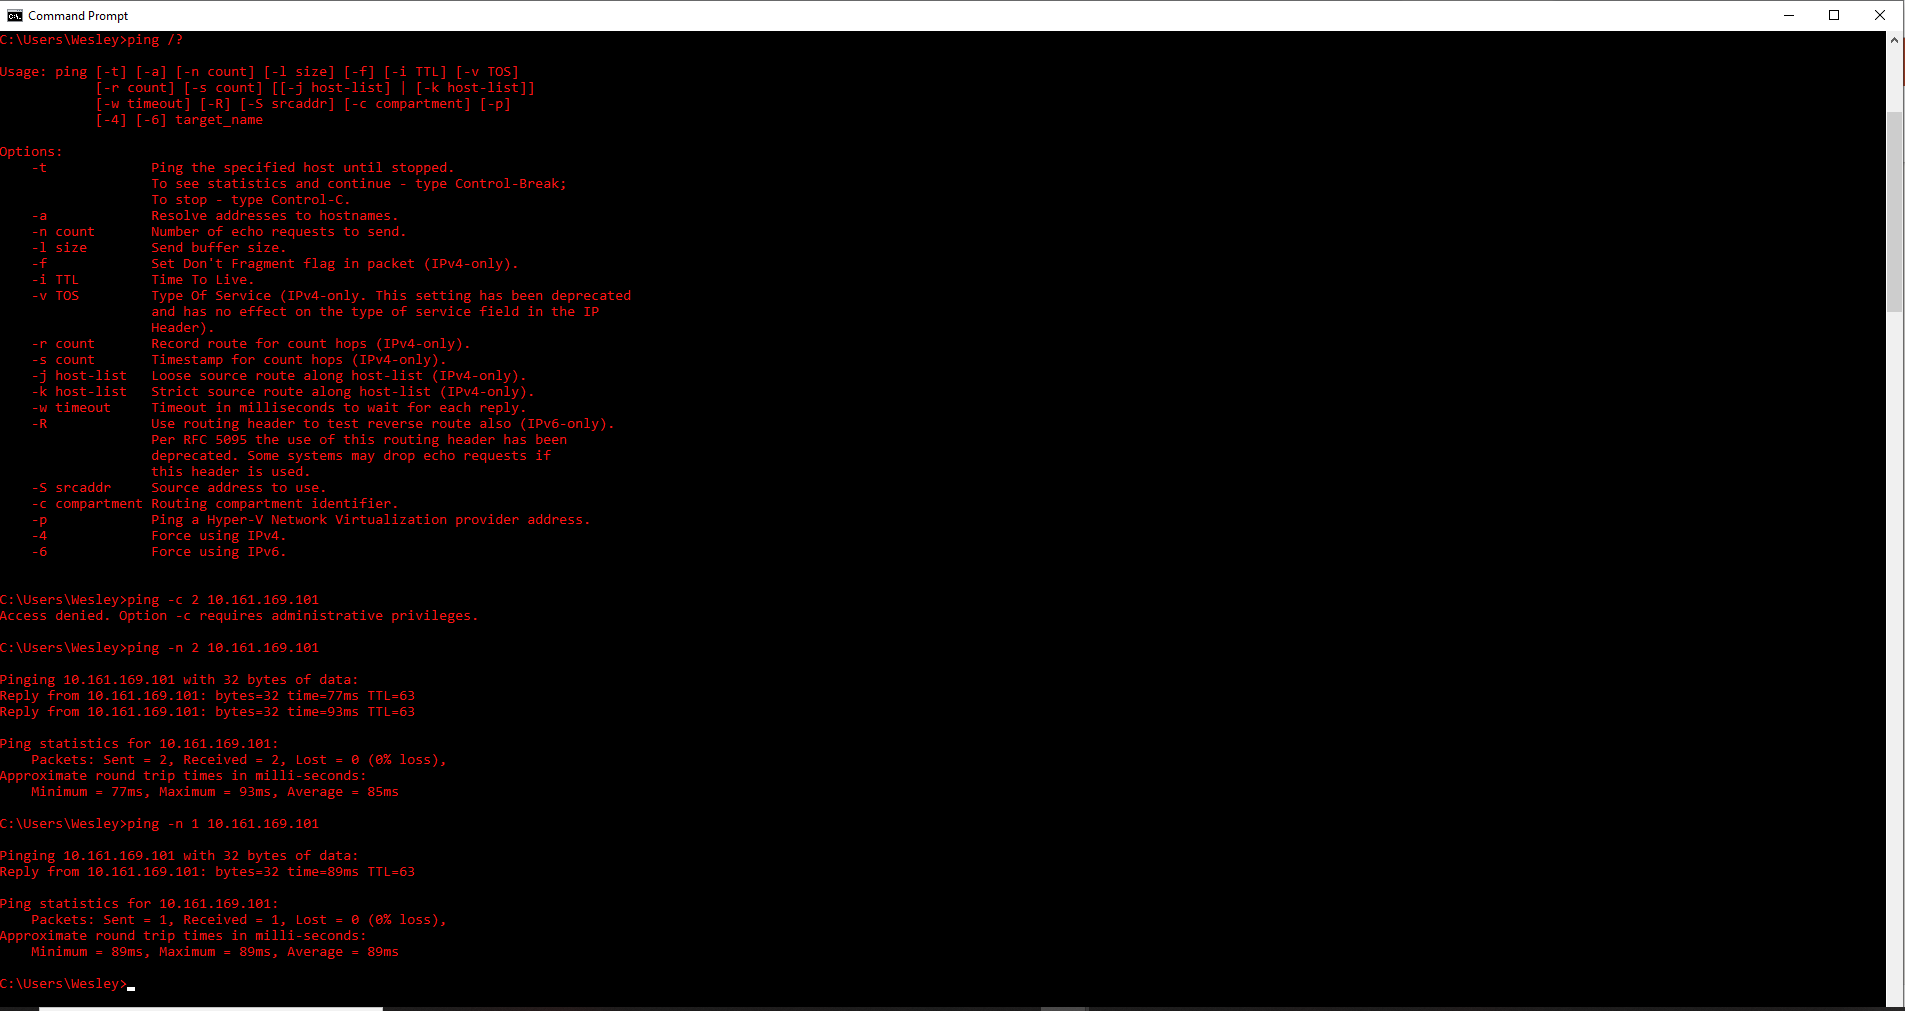 Command Prompt
C:\Users\Wesley>ping /?
Usage: ping [-t] [-a] [-n count] [-l size] [-f] [-i TTL] [-v TOS]
            [-r count] [-s count] [[-j host-list] | [-k host-list]]
            [-w timeout] [-R] [-S srcaddr] [-c compartment] [-p]
            [-4] [-6] target_name
Options:
    -t             Ping the specified host until stopped.
                   To see statistics and continue - type Control-Break;
                   To stop - type Control-C.
    -a             Resolve addresses to hostnames.
    -n count       Number of echo requests to send.
    -l size        Send buffer size.
    -f             Set Don't Fragment flag in packet (IPv4-only).
    -i TTL         Time To Live.
    -v TOS         Type Of Service (IPv4-only. This setting has been deprecated
                   and has no effect on the type of service field in the IP
                   Header).
    -r count       Record route for count hops (IPv4-only).
    -s count       Timestamp for count hops (IPv4-only).
    -j host-list   Loose source route along host-list (IPv4-only).
    -k host-list   Strict source route along host-list (IPv4-only).
    -w timeout     Timeout in milliseconds to wait for each reply.
    -R             Use routing header to test reverse route also (IPv6-only).
                   Per RFC 5095 the use of this routing header has been
                   deprecated. Some systems may drop echo requests if
                   this header is used.
    -S srcaddr     Source address to use.
    -c compartment Routing compartment identifier.
    -p             Ping a Hyper-V Network Virtualization provider address.
    -4             Force using IPv4.
    -6             Force using IPv6.
C:\Users\Wesley>ping -c 2 10.161.169.101
Access denied. Option -c requires administrative privileges.
C:\Users\Wesley>ping -n 2 10.161.169.101
Pinging 10.161.169.101 with 32 bytes of data:
Reply from 10.161.169.101: bytes=32 time=77ms TTL=63
Reply from 10.161.169.101: bytes=32 time=93ms TTL=63
Ping statistics for 10.161.169.101:
    Packets: Sent = 2, Received = 2, Lost = 0 (0% loss),
Approximate round trip times in milli-seconds:
    Minimum = 77ms, Maximum = 93ms, Average = 85ms
C:\Users\Wesley>ping -n 1 10.161.169.101
Pinging 10.161.169.101 with 32 bytes of data:
Reply from 10.161.169.101: bytes=32 time=89ms TTL=63
Ping statistics for 10.161.169.101:
    Packets: Sent = 1, Received = 1, Lost = 0 (0% loss),
Approximate round trip times in milli-seconds:
    Minimum = 89ms, Maximum = 89ms, Average = 89ms
C:\Users\Wesley>